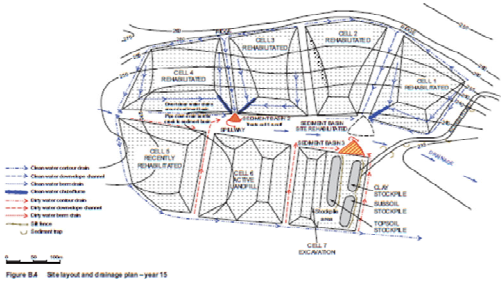 RIDGE
CELL 2
REHABILITATED
CELL 3
REHABILITATED
CELL 4
REHABILITATED
CELL 1
REHABILITATED
SEDIMENT BASIN 2
SPILLWAY
SEDIMENT BASIN
SITE REHABILITATED
SEDIMENT BASIN 3
CELL 5
RECENTLY
REHABILITATED
CELL 6
ACTIVE
LANDFILL
Stockpile
area
CLAY
STOCKPILE
SUBSOIL
STOCKPILE
TOPSOIL
STOCKPILE
CELL 7
EXCAVATION
Clean water contour drain
Clean water downslope channel
Clean water berm drain
Clean water chute/flume
Dirty water contour drain
Dirty water downslope channel
Dirty water berm drain
Silt fence
Sediment trap
0 50 100m
Figure B.4 Site layout and drainage plan – year 15